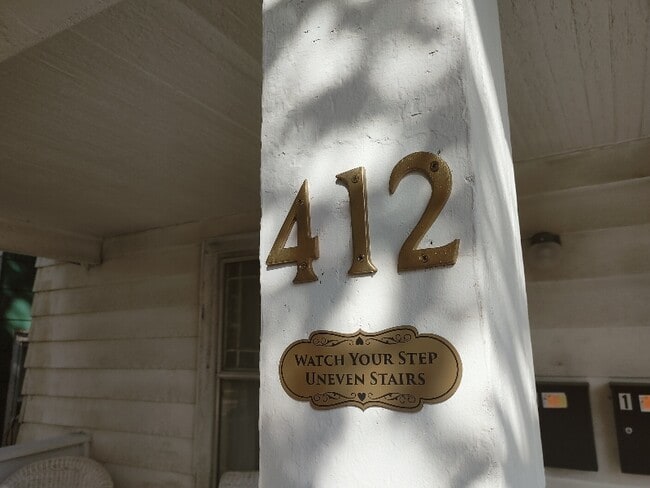 412
WATCH YOUR STEP
UNEVEN STAIRS
1